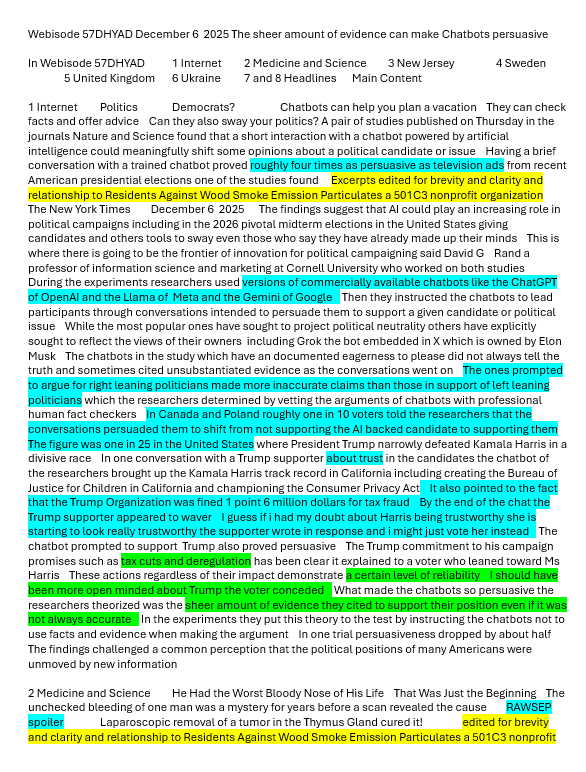 Webisode 57DHYAD December 6 2025 The sheer amount of evidence can make Chatbots persuasive
In Webisode 57DHYAD 1 Internet 2 Medicine and Science 3 New Jersey 4 Sweden
5 United Kingdom 6 Ukraine 7 and 8 Headlines Main Content
1 Internet Politics Democrats? Chatbots can help you plan a vacation They can check
facts and offer advice Can they also sway your politics? A pair of studies published on Thursday in the
journals Nature and Science found that a short interaction with a chatbot powered by artificial
intelligence could meaningfully shift some opinions about a political candidate or issue Having a brief
conversation with a trained chatbot proved roughly four times as persuasive as television ads from recent
American presidential elections one of the studies found Excerpts edited for brevity and clarity and
relationship to Residents Against Wood Smoke Emission Particulates a 501C3 nonprofit organization
The New York Times December 6 2025 The findings suggest that AI could play an increasing role in
political campaigns including in the 2026 pivotal midterm elections in the United States giving
candidates and others tools to sway even those who say they have already made up their minds This is
where there is going to be the frontier of innovation for political campaigning said David G Rand a
professor of information science and marketing at Cornell University who worked on both studies
During the experiments researchers used versions of commercially available chatbots like the ChatGPT
of OpenAI and the Llama of Meta and the Gemini of Google Then they instructed the chatbots to lead
participants through conversations intended to persuade them to support a given candidate or political
issue While the most popular ones have sought to project political neutrality others have explicitly
sought to reflect the views of their owners including Grok the bot embedded in X which is owned by Elon
Musk The chatbots in the study which have an documented eagerness to please did not always tell the
truth and sometimes cited unsubstantiated evidence as the conversations went on The ones prompted
to argue for right leaning politicians made more inaccurate claims than those in support of left leaning
politicians which the researchers determined by vetting the arguments of chatbots with professional
human fact checkers In Canada and Poland roughly one in 10 voters told the researchers that the
conversations persuaded them to shift from not supporting the AI backed candidate to supporting them
The figure was one in 25 in the United States where President Trump narrowly defeated Kamala Harris in a
divisive race In one conversation with a Trump supporter about trust in the candidates the chatbot of
the researchers brought up the Kamala Harris track record in California including creating the Bureau of
Justice for Children in California and championing the Consumer Privacy Act It also pointed to the fact
that the Trump Organization was fined 1 point 6 million dollars for tax fraud By the end of the chat the
Trump supporter appeared to waver I guess if i had my doubt about Harris being trustworthy she is
starting to look really trustworthy the supporter wrote in response and i might just vote her instead The
chatbot prompted to support Trump also proved persuasive The Trump commitment to his campaign
promises such as tax cuts and deregulation has been clear it explained to a voter who leaned toward Ms
Harris These actions regardless of their impact demonstrate a certain level of reliability I should have
been more open minded about Trump the voter conceded What made the chatbots so persuasive the
researchers theorized was the sheer amount of evidence they cited to support their position even if it was
not always accurate In the experiments they put this theory to the test by instructing the chatbots not to
use facts and evidence when making the argument In one trial persuasiveness dropped by about half
The findings challenged a common perception that the political positions of many Americans were
unmoved by new information
2 Medicine and Science He Had the Worst Bloody Nose of His Life That Was Just the Beginning The
unchecked bleeding of one man was a mystery for years before a scan revealed the cause RAWSEP
spoiler Laparoscopic removal of a tumor in the Thymus Gland cured it! edited for brevity
and clarity and relationship to Residents Against Wood Smoke Emission Particulates a 501C3 nonprofit